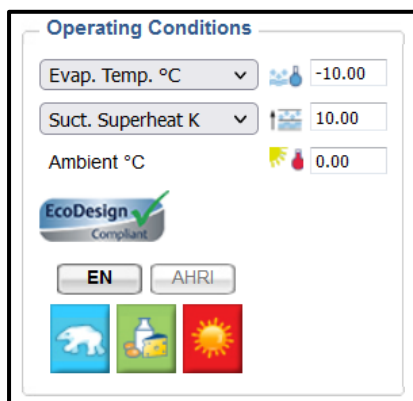 Operating Conditions
Evap. Temp. °C -10.00
Suct. Superheat K 10.00
Ambient °C 0.00
EcoDesign
Compliant
EN AHRI